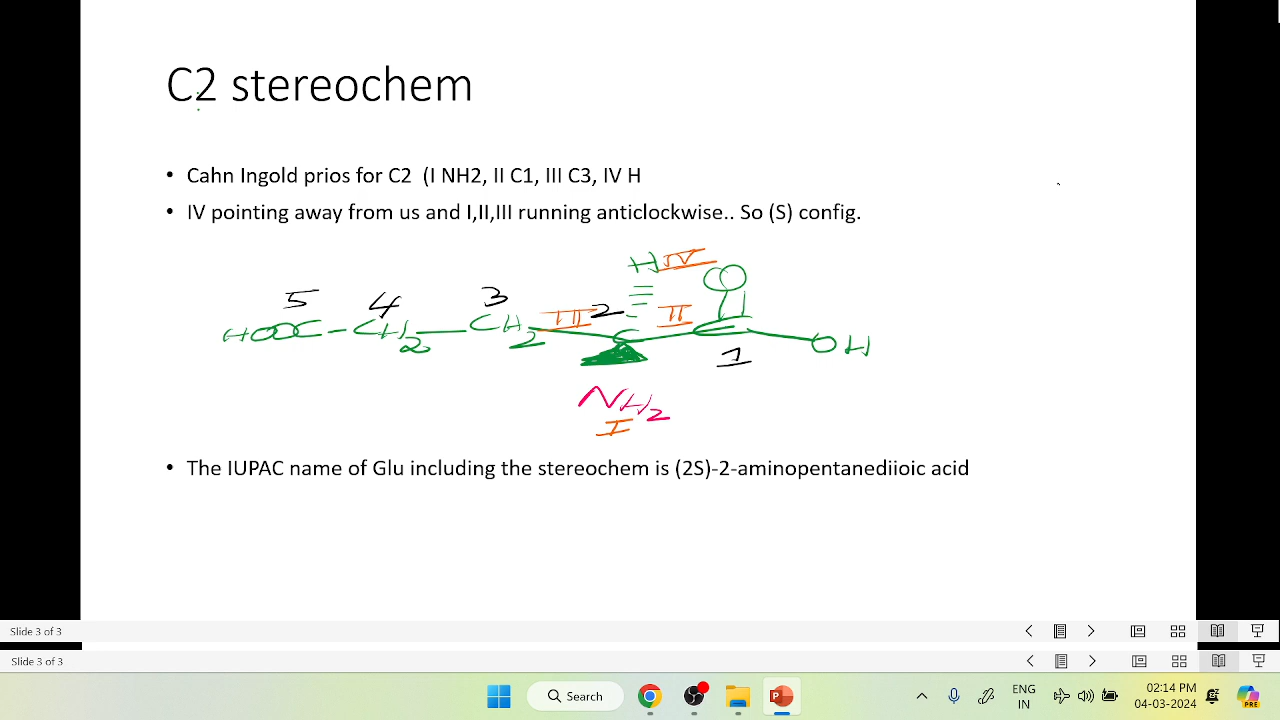 C2 stereochem
• Cahn Ingold prios for C2 (I NH2, II C1, III C3, IV H
• IV pointing away from us and I,II,III running anticlockwise.. So (S) config.
H IV
O
5 4 3 III 2 II
HOOC-CH2-CH2 C C OH
1
NH2
I
• The IUPAC name of Glu including the stereochem is (2S)-2-aminopentanediioic acid
Slide 3 of 3
Slide 3 of 3
Search
ENG
IN
02:14 PM
04-03-2024
PRE